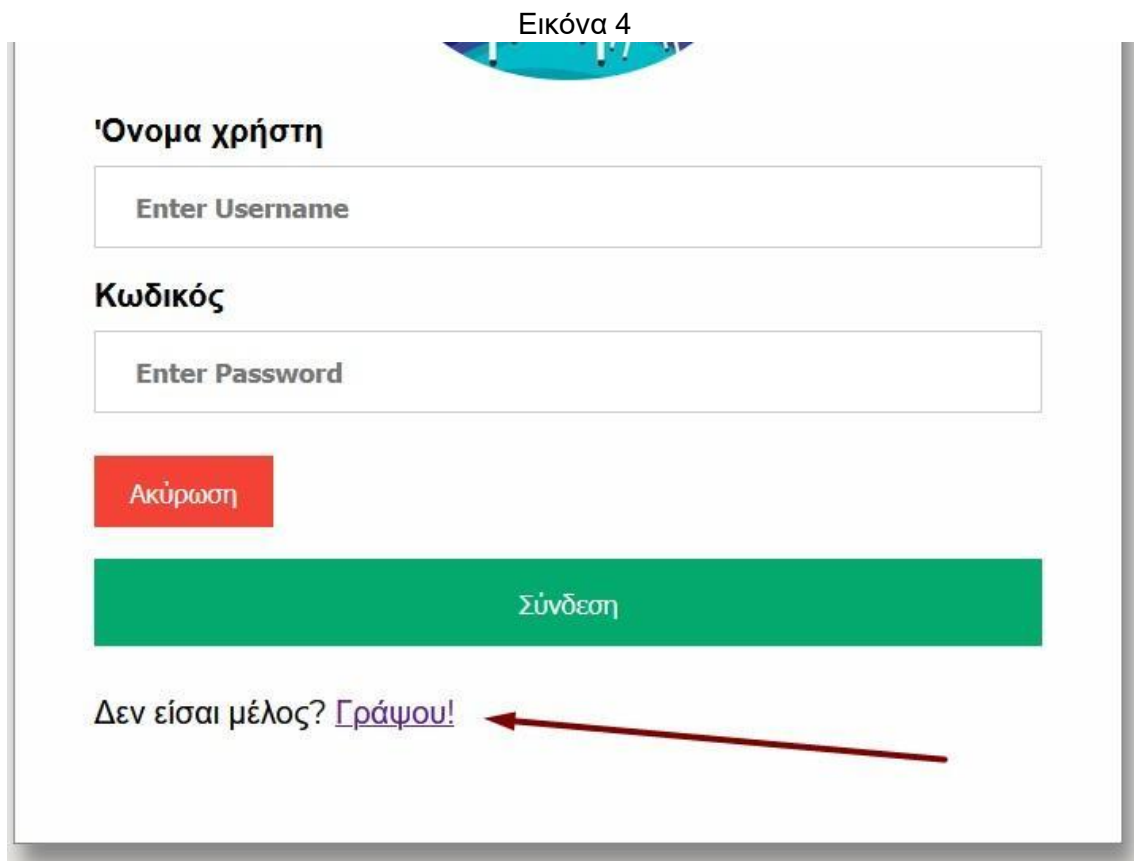 Εικόνα 4
'Ονομα χρήστη
Enter Username
Κωδικός
Enter Password
Ακύρωση
Σύνδεση
Δεν είσαι μέλος? Γράψου!